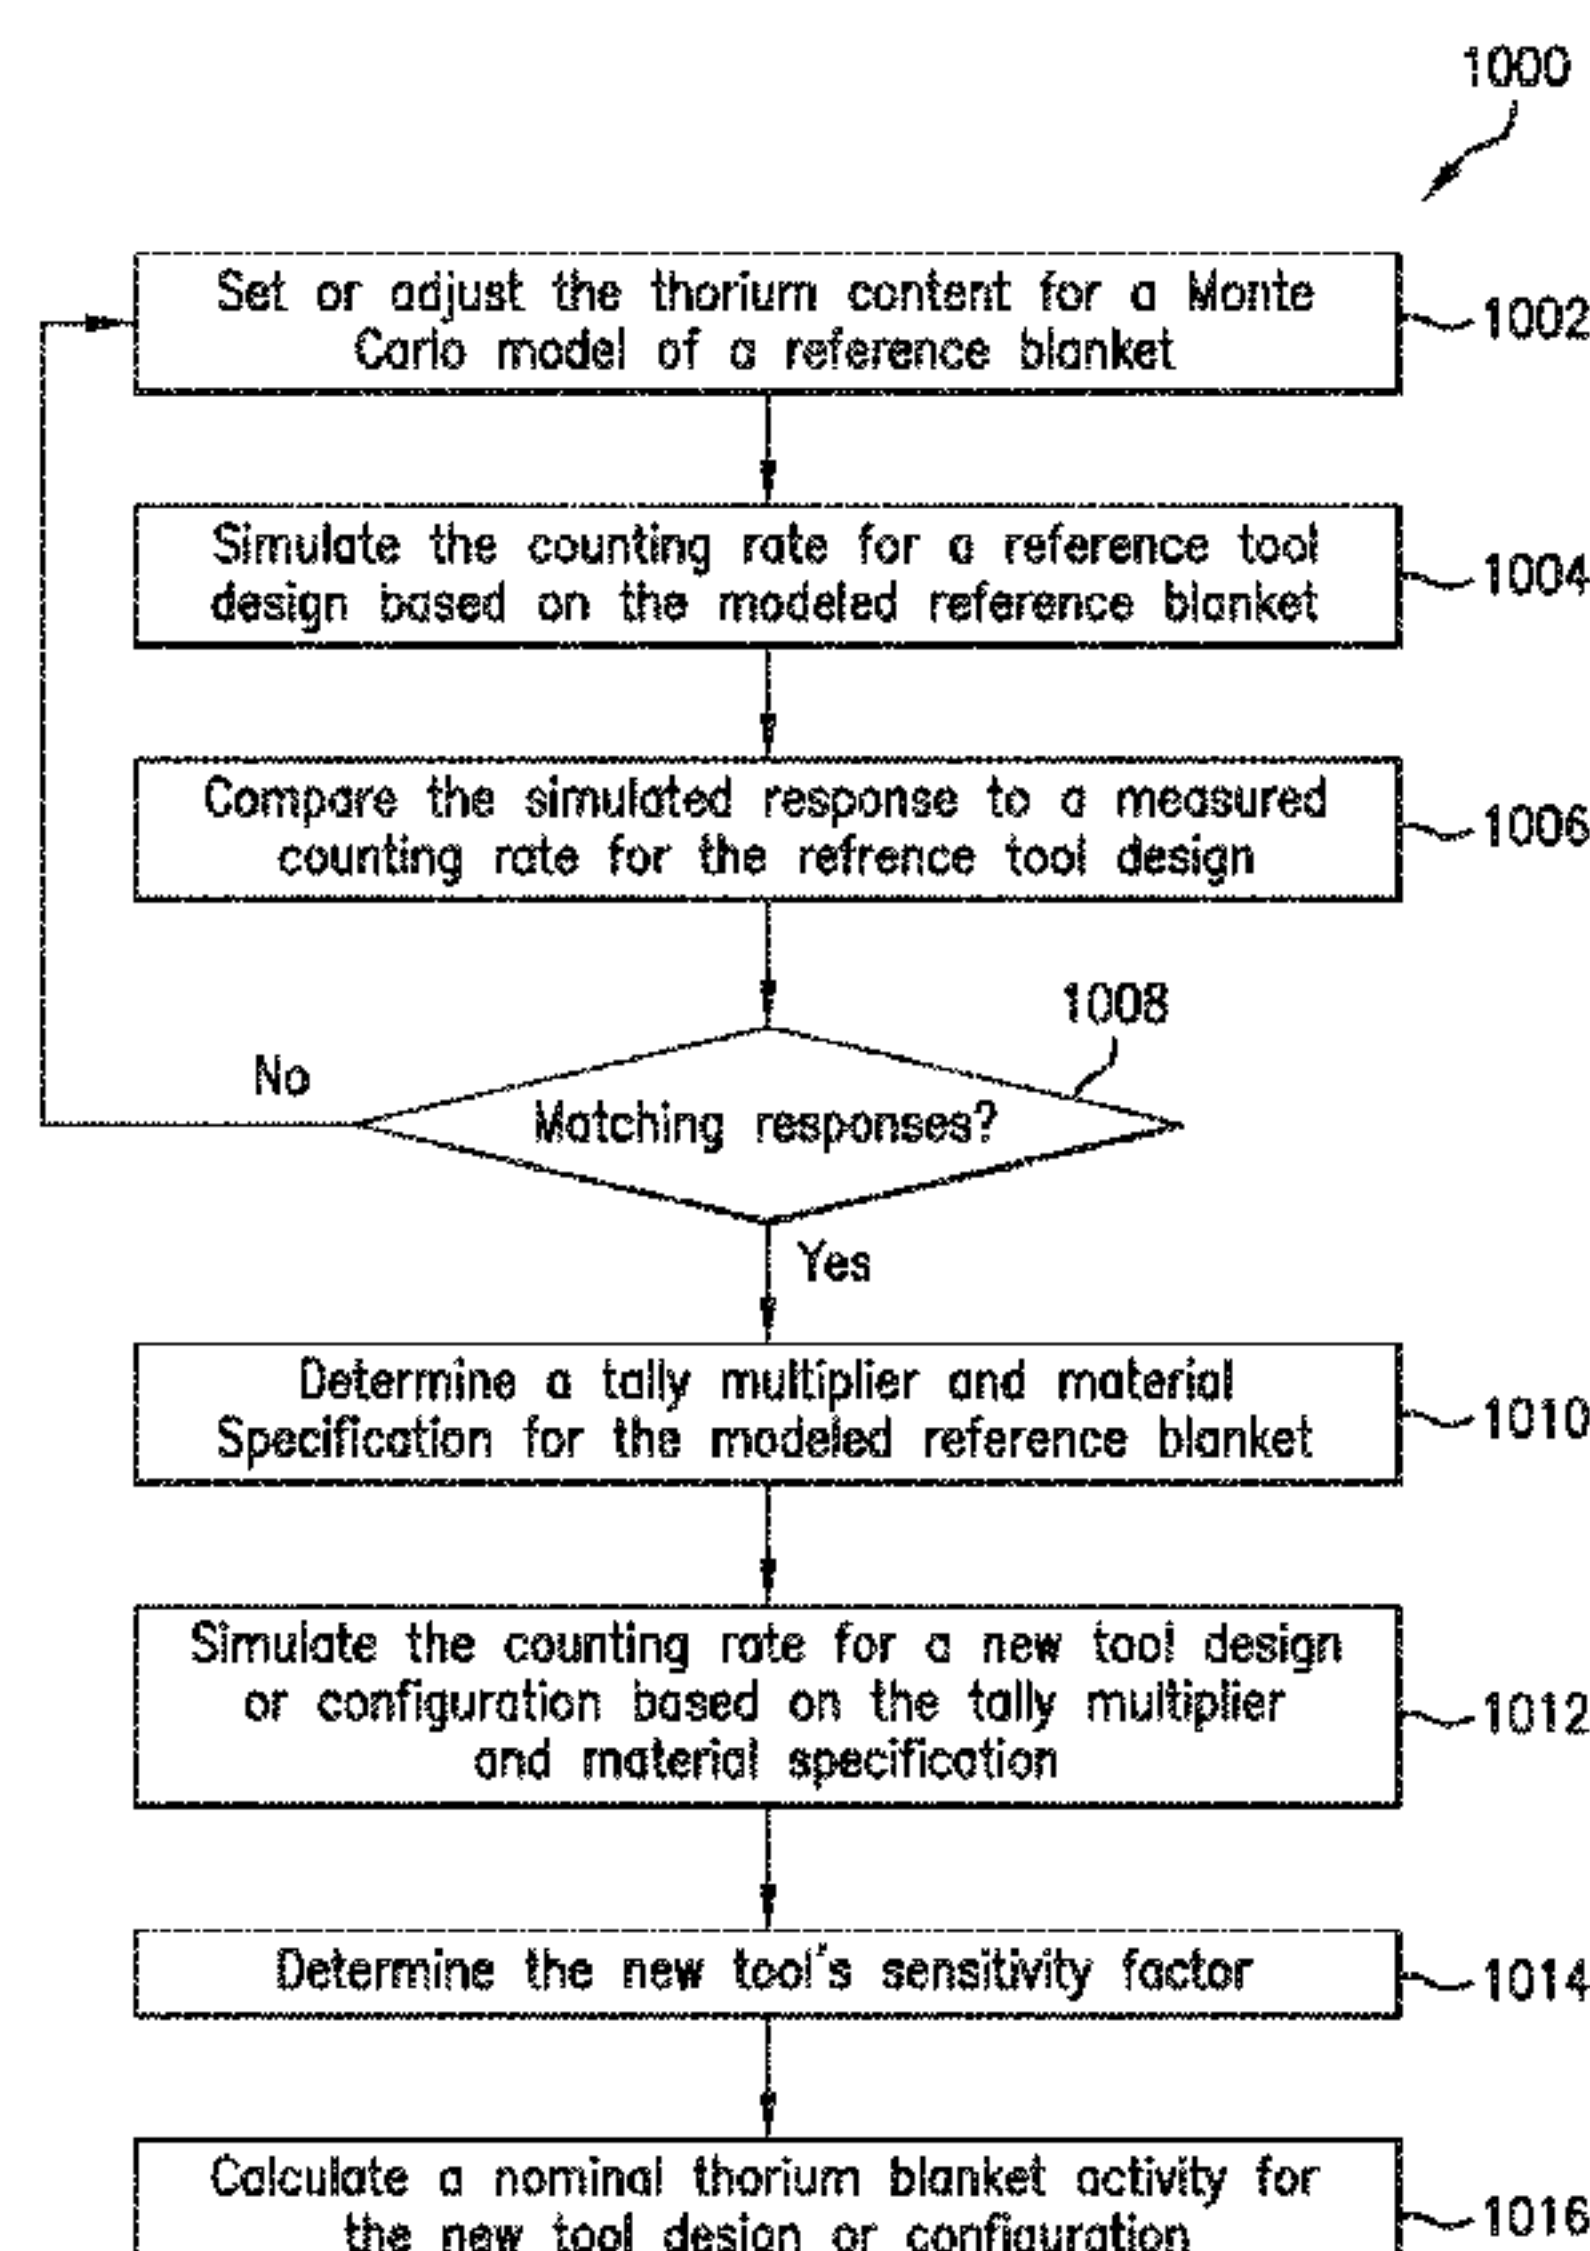 1000
Set or adjust the thorium content for a Monte
Carlo model of a reference blanket
1002
Simulate the counting rate for a reference tool
design based on the modeled reference blanket
1004
Compare the simulated response to a measured
counting rate for the refrence tool design
1006
1008
No
Matching responses?
Yes
Determine a tally multiplier and material
Specification for the modeled reference blanket
1010
Simulate the counting rate for a new tool design
or configuration based on the tally multiplier
and material specification
1012
Determine the new tool's sensitivity factor
1014
Calculate a nominal thorium blanket activity for
the new tool design or configuration
1016